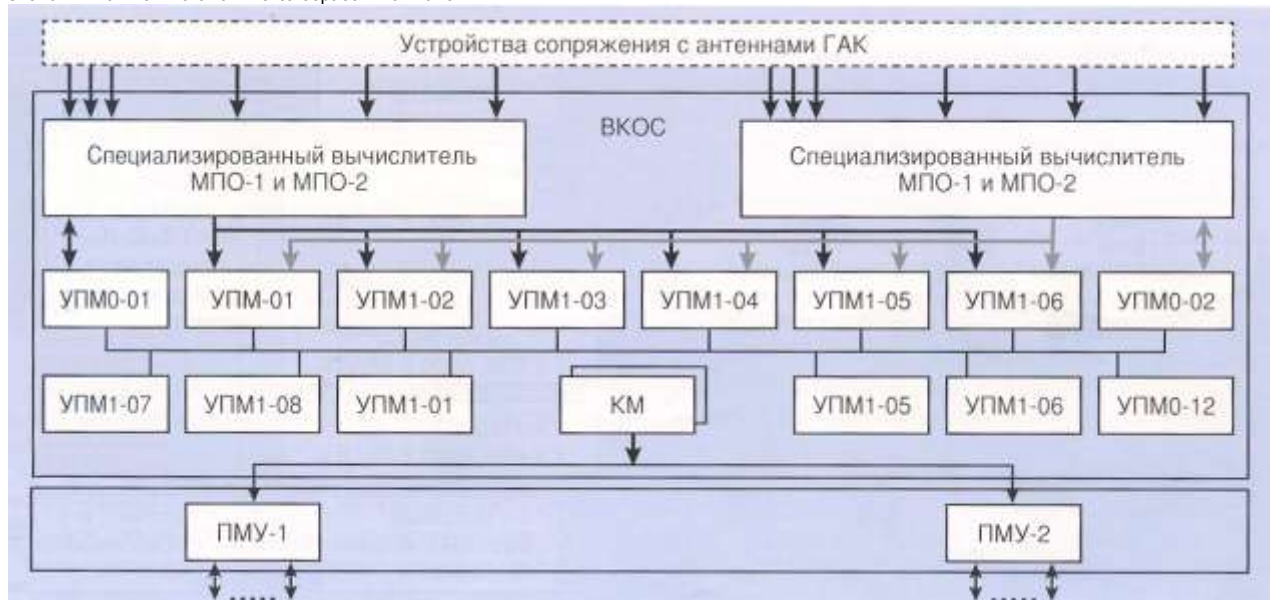 Устройства сопряжения с антеннами ГАК
ВКОС
Специализированный вычислитель
МПО-1 и МПО-2
Специализированный вычислитель
МПО-1 и МПО-2
УПМ0-01
УПМ-01
УПМ1-02
УПМ1-03
УПМ1-04
УПМ1-05
УПМ1-06
УПМ0-02
УПМ1-07
УПМ1-08
УПМ1-01
КМ
УПМ1-05
УПМ1-06
УПМ0-12
ПМУ-1
ПМУ-2